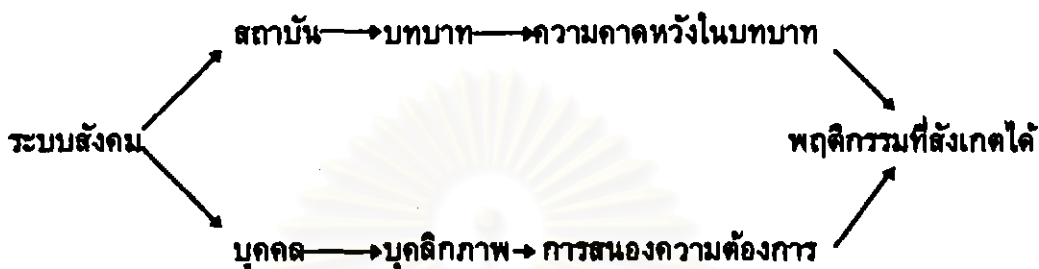 สถาบัน→บทบาท→ความคาดหวังในบทบาท
ระบบสังคม พฤติกรรมที่สังเกตได้
บุคคล→บุคลิกภาพ→การสนองความต้องการ